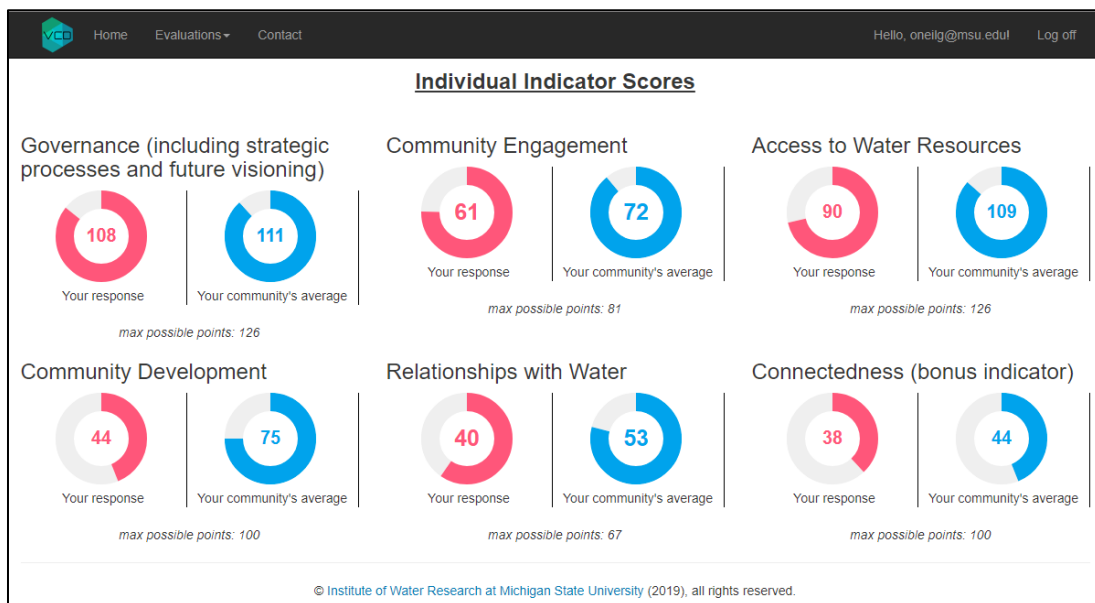 VCD Home Evaluations Contact Hello, oneilg@msu.edu! Log off
Individual Indicator Scores
Governance (including strategic
processes and future visioning)
108
111
Your response
Your community's average
max possible points: 126
Community Engagement
61
72
Your response
Your community's average
max possible points: 81
Access to Water Resources
90
109
Your response
Your community's average
max possible points: 126
Community Development
44
75
Your response
Your community's average
max possible points: 100
Relationships with Water
40
53
Your response
Your community's average
max possible points: 67
Connectedness (bonus indicator)
38
44
Your response
Your community's average
max possible points: 100
© Institute of Water Research at Michigan State University (2019), all rights reserved.